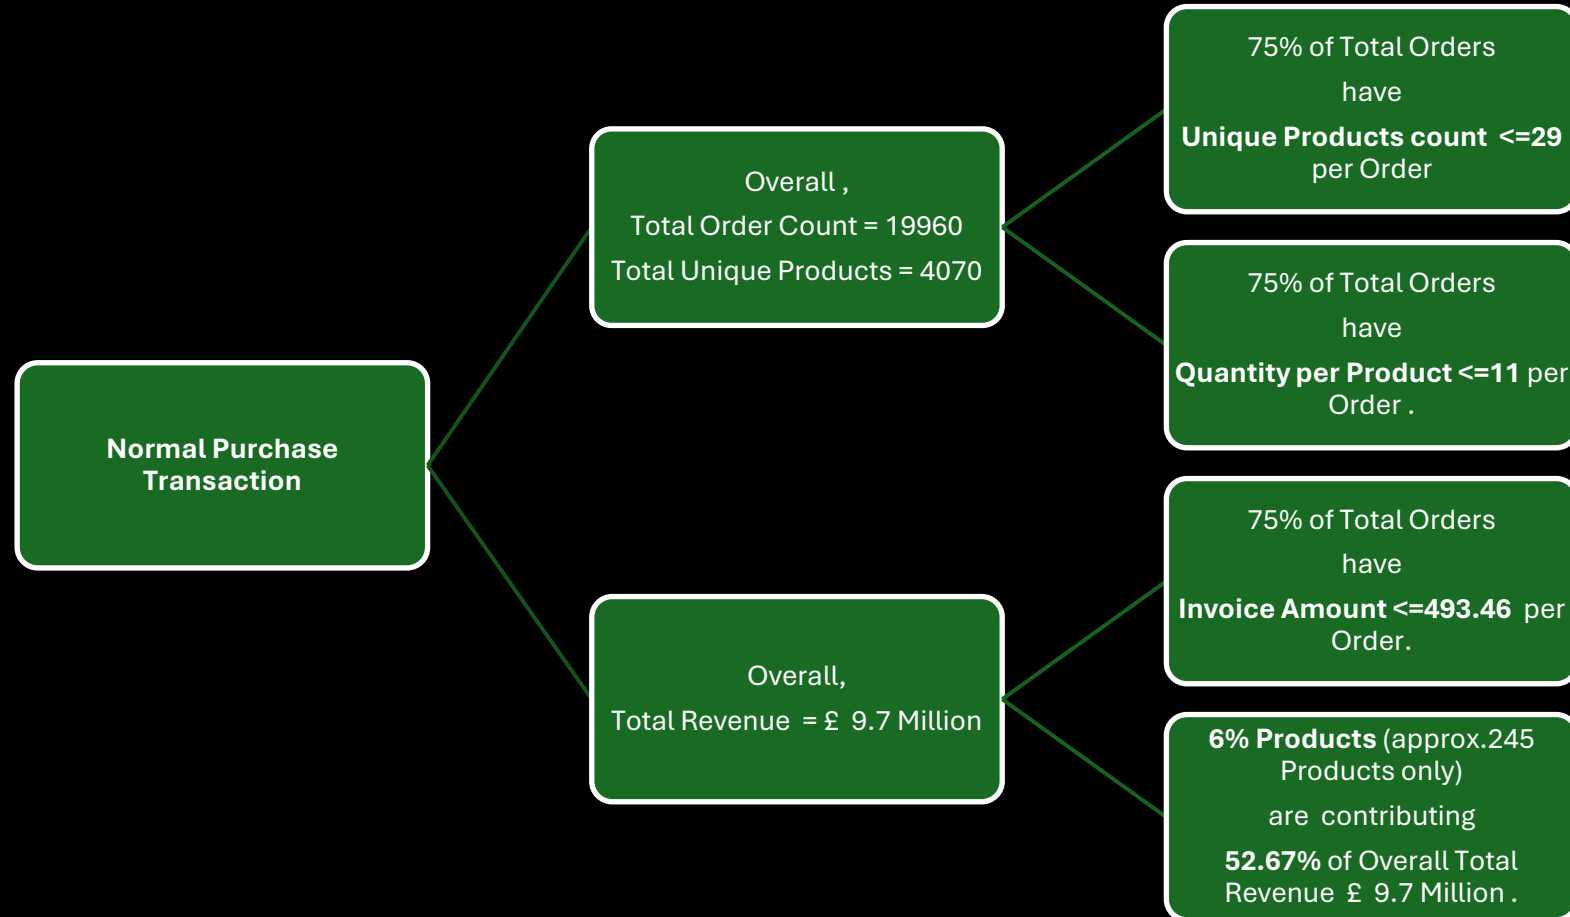 Normal Purchase
Transaction
Overall ,
Total Order Count = 19960
Total Unique Products = 4070
Overall,
Total Revenue  = £  9.7 Million
75% of Total Orders
have
Unique Products count  <=29
per Order
75% of Total Orders
have
Quantity per Product <=11 per
Order .
75% of Total Orders
have
Invoice Amount <=493.46  per
Order.
6% Products (approx.245
Products only)
are  contributing
52.67% of Overall Total
Revenue  £  9.7 Million .